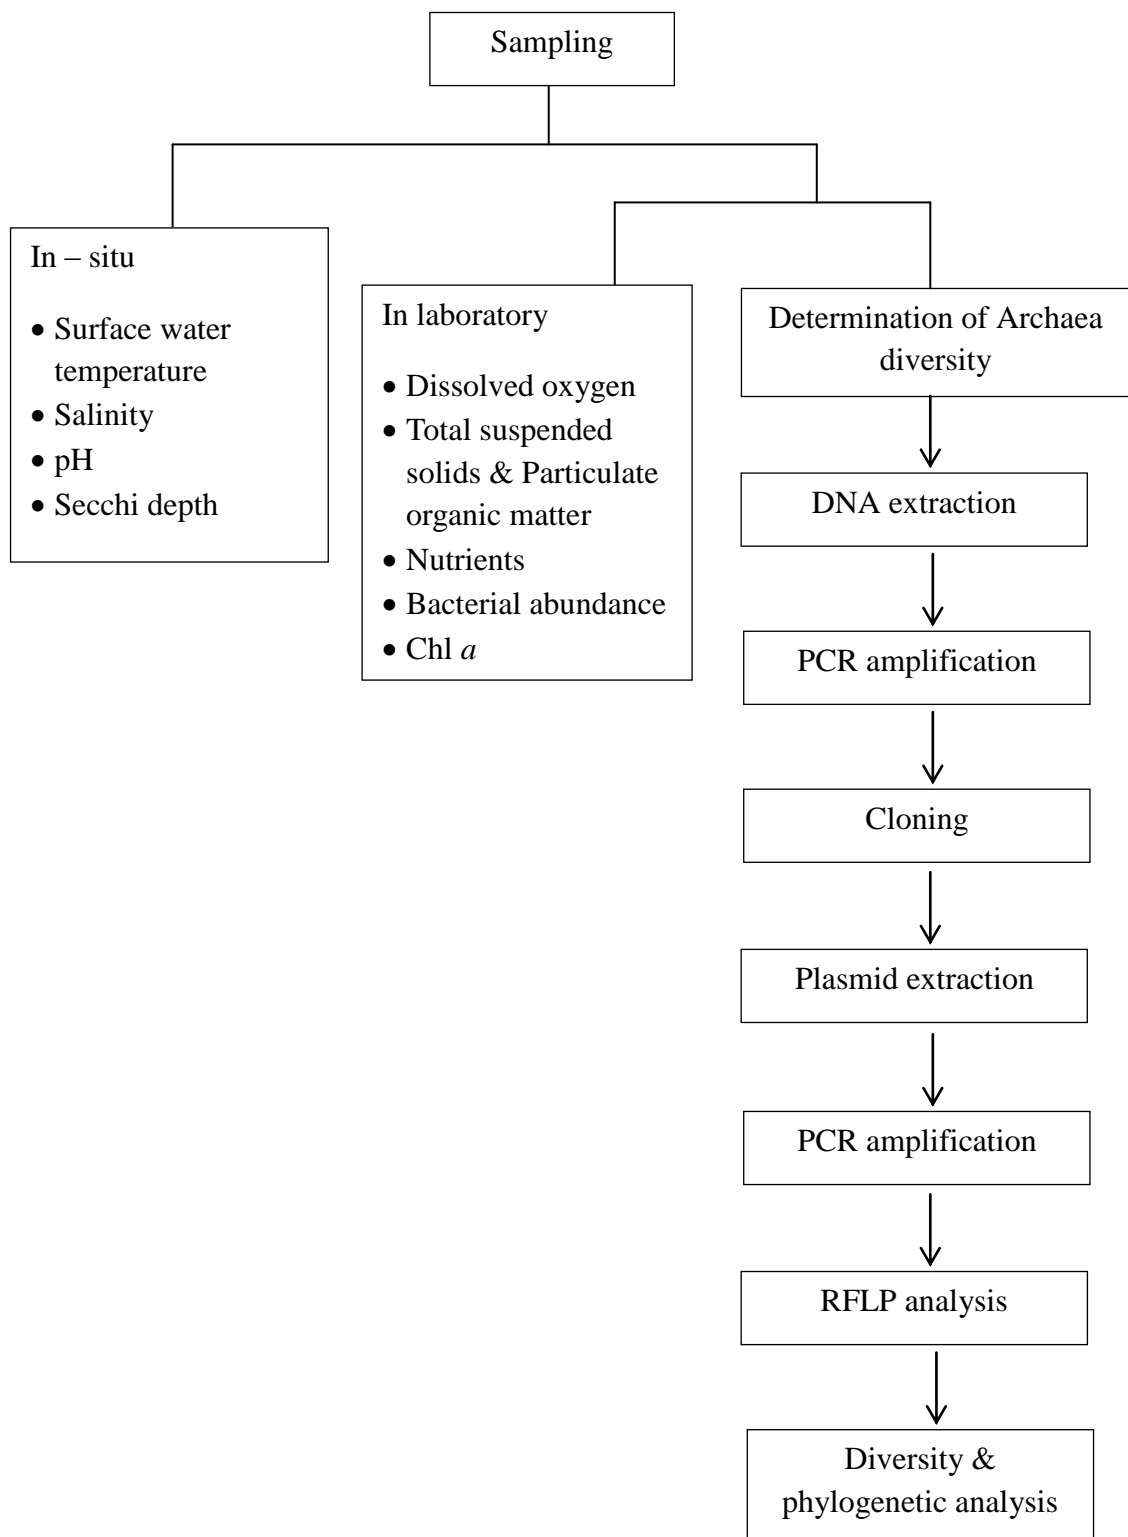 Sampling
In – situ
• Surface water
temperature
• Salinity
• pH
• Secchi depth
In laboratory
• Dissolved oxygen
• Total suspended
solids & Particulate
organic matter
• Nutrients
• Bacterial abundance
• Chl a
Determination of Archaea
diversity
DNA extraction
PCR amplification
Cloning
Plasmid extraction
PCR amplification
RFLP analysis
Diversity &
phylogenetic analysis